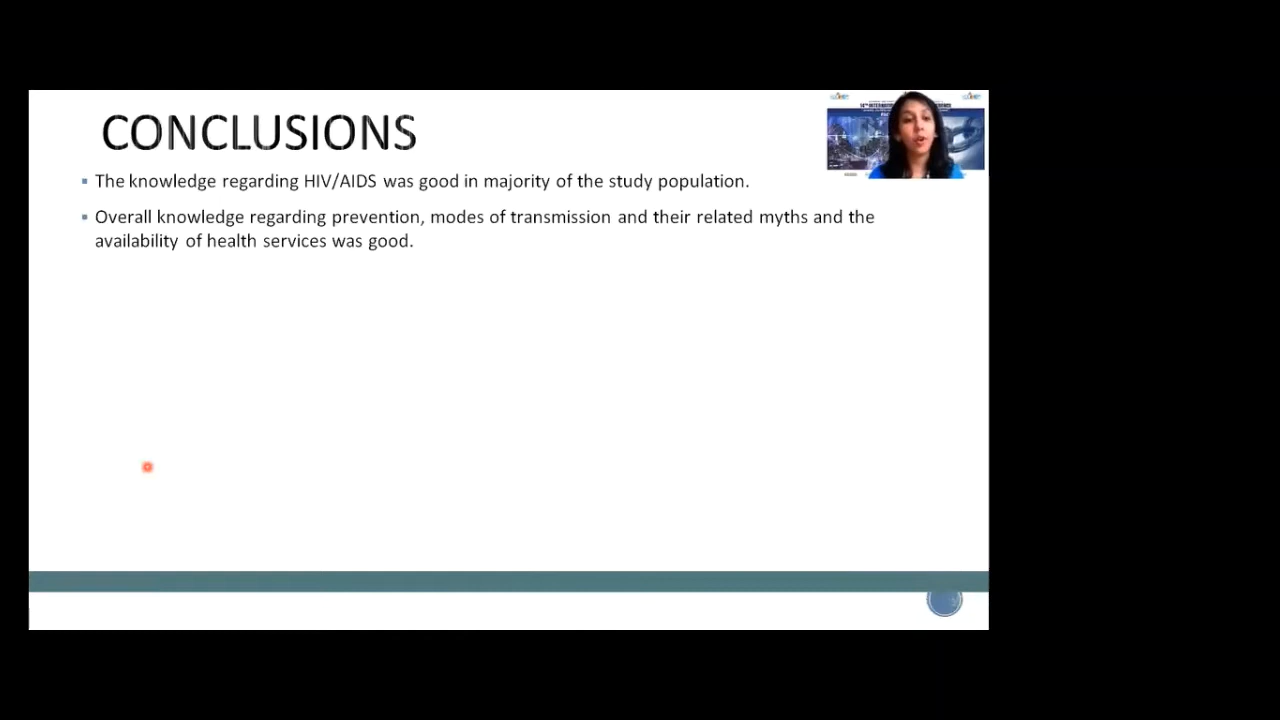 CONCLUSIONS
The knowledge regarding HIV/AIDS was good in majority of the study population.
Overall knowledge regarding prevention, modes of transmission and their related myths and the
availability of health services was good.